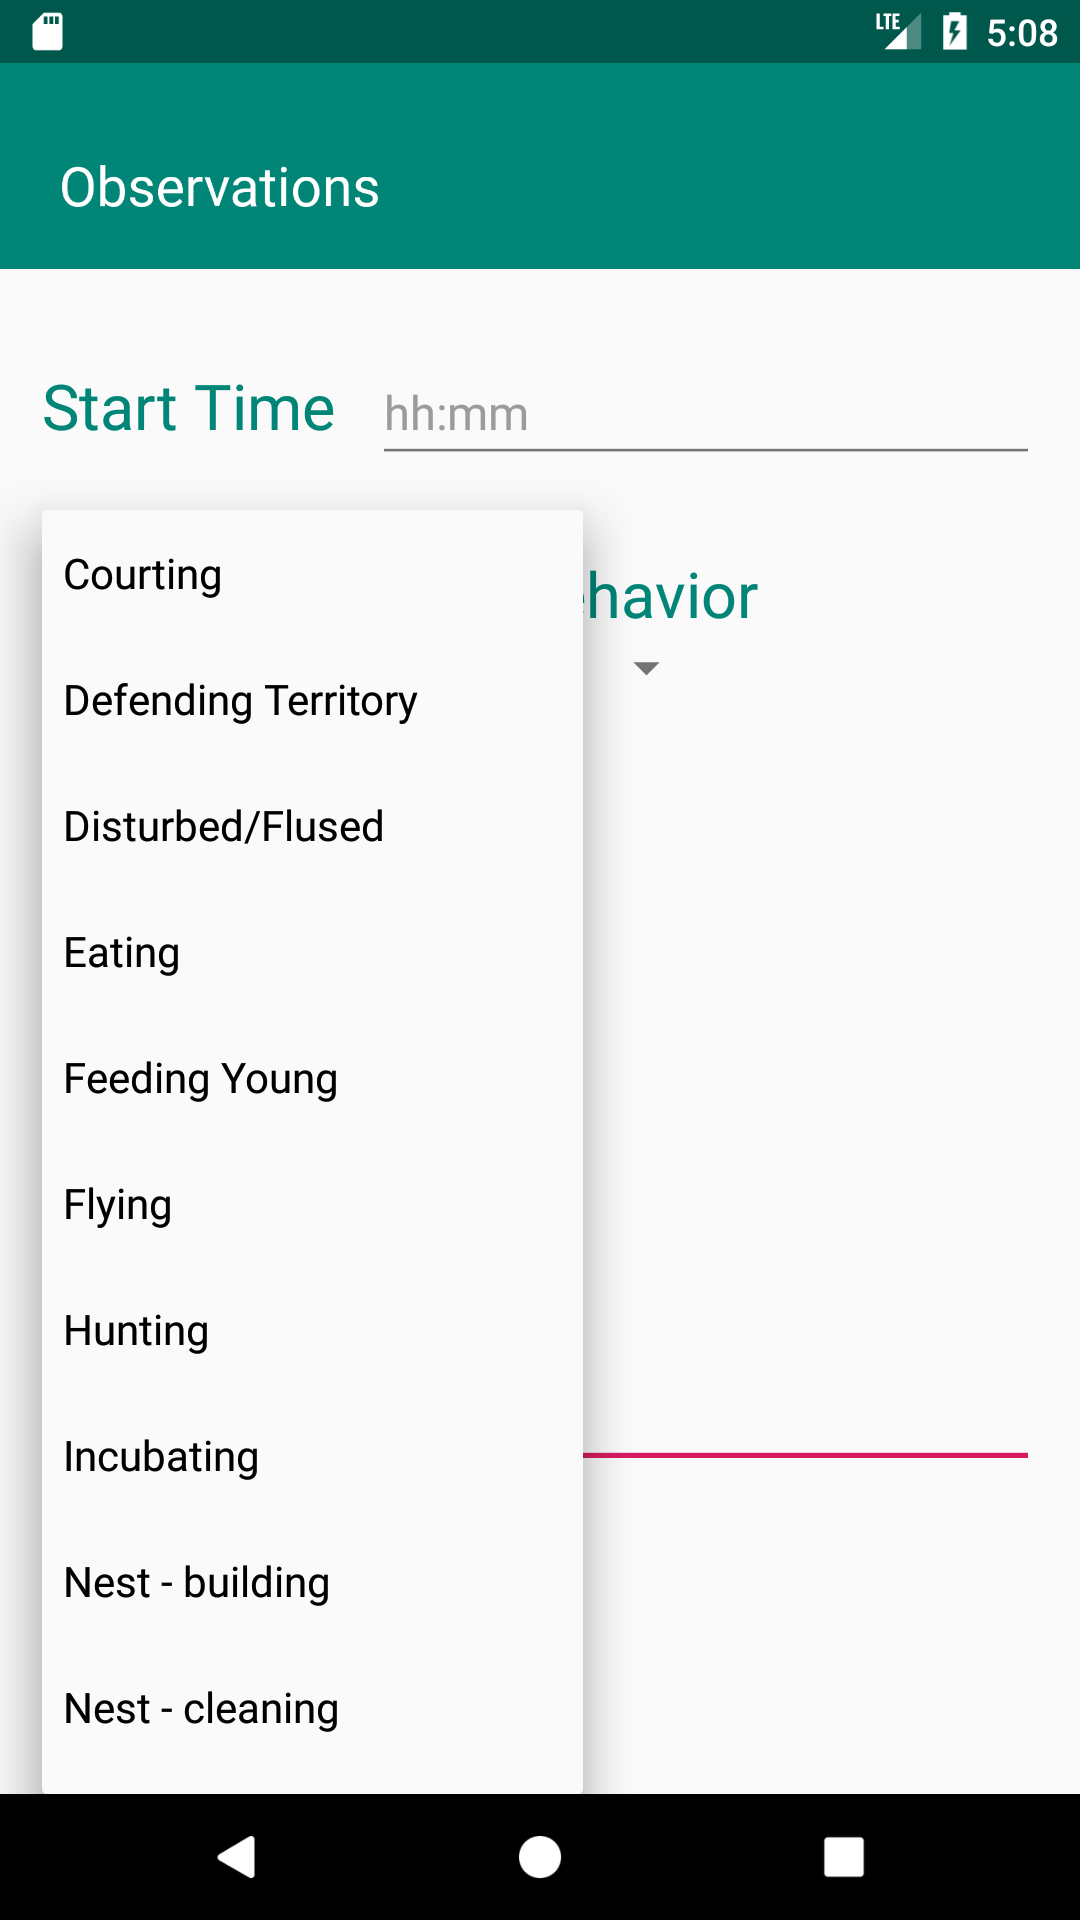 LTE 5:08
Observations
Start Time hh:mm
havior
Courting
Defending Territory
Disturbed/Flused
Eating
Feeding Young
Flying
Hunting
Incubating
Nest - building
Nest - cleaning